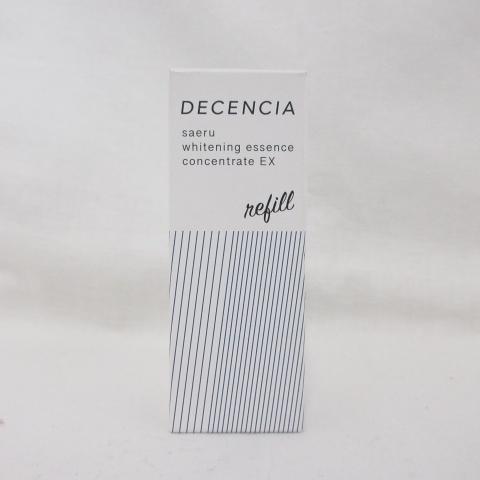 DECENCIA
saeru
whitening essence
concentrate EX
refill